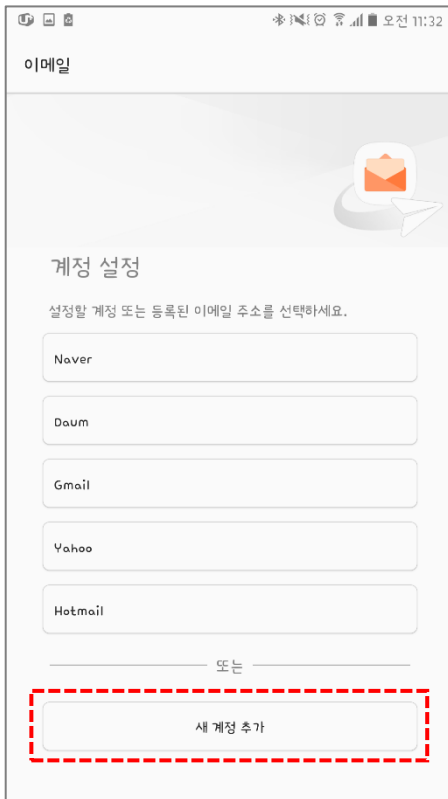 오전 11:32
이메일
계정 설정
설정할 계정 또는 등록된 이메일 주소를 선택하세요.
Naver
Daum
Gmail
Yahoo
Hotmail
또는
새 계정 추가